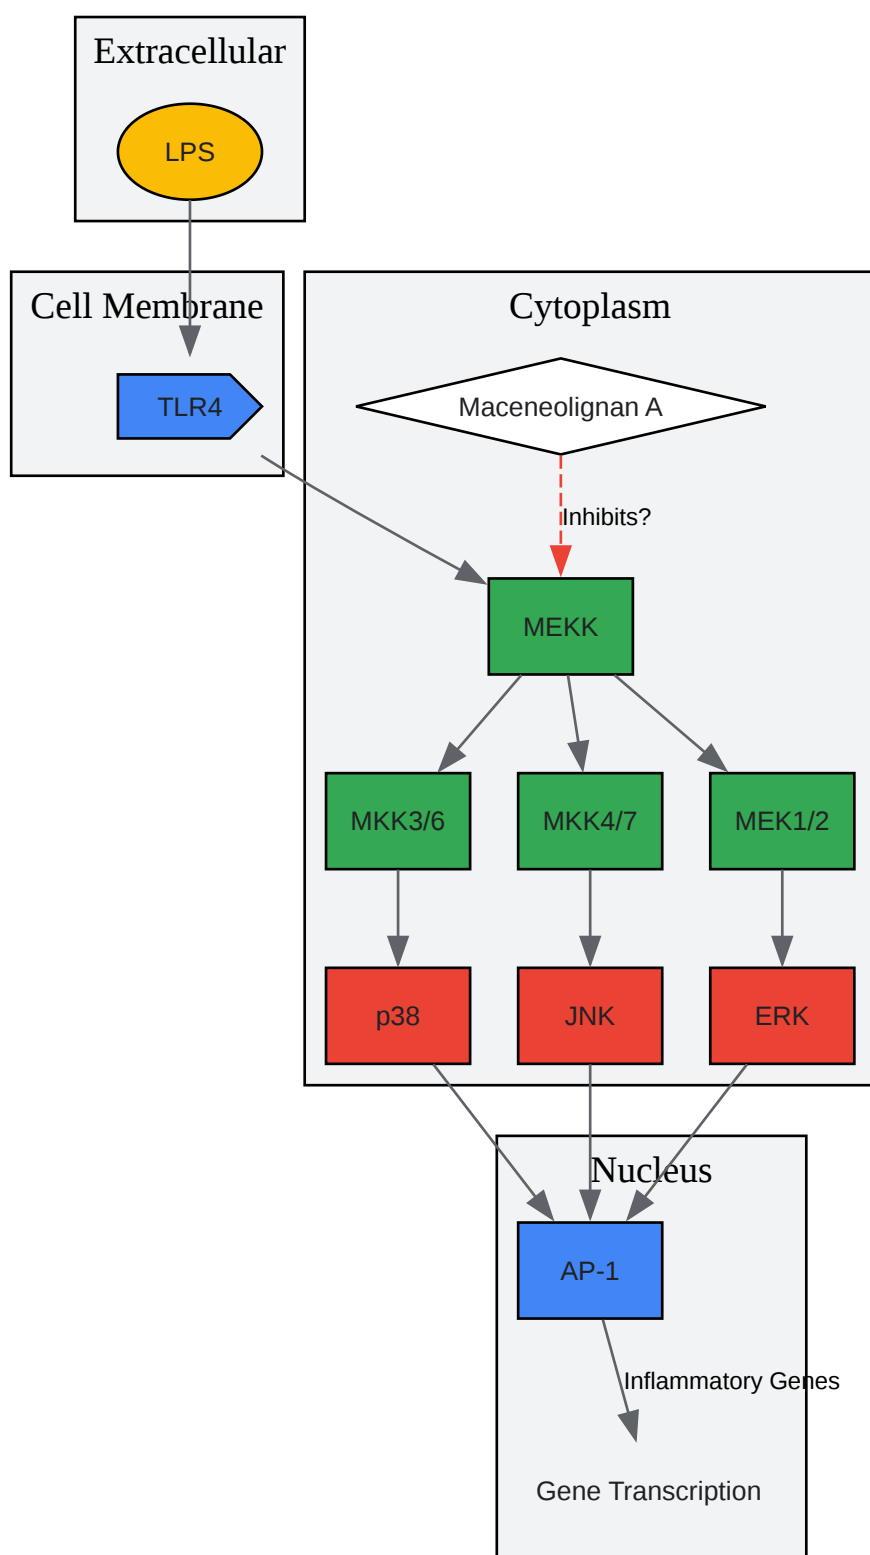 Extracellular
LPS
Cell Membrane
Cytoplasm
TLR4
Maceneolignan A
Inhibits?
MEKK
MKK3/6
MKK4/7
MEK1/2
p38
JNK
ERK
Nucleus
AP-1
Inflammatory Genes
Gene Transcription